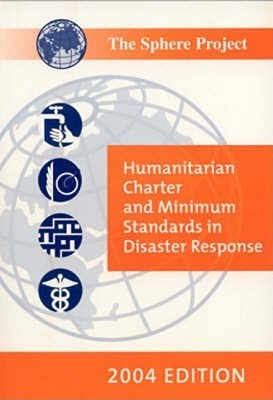 The Sphere Project
Humanitarian
Charter
and Minimum
Standards in
Disaster Response
2004 EDITION